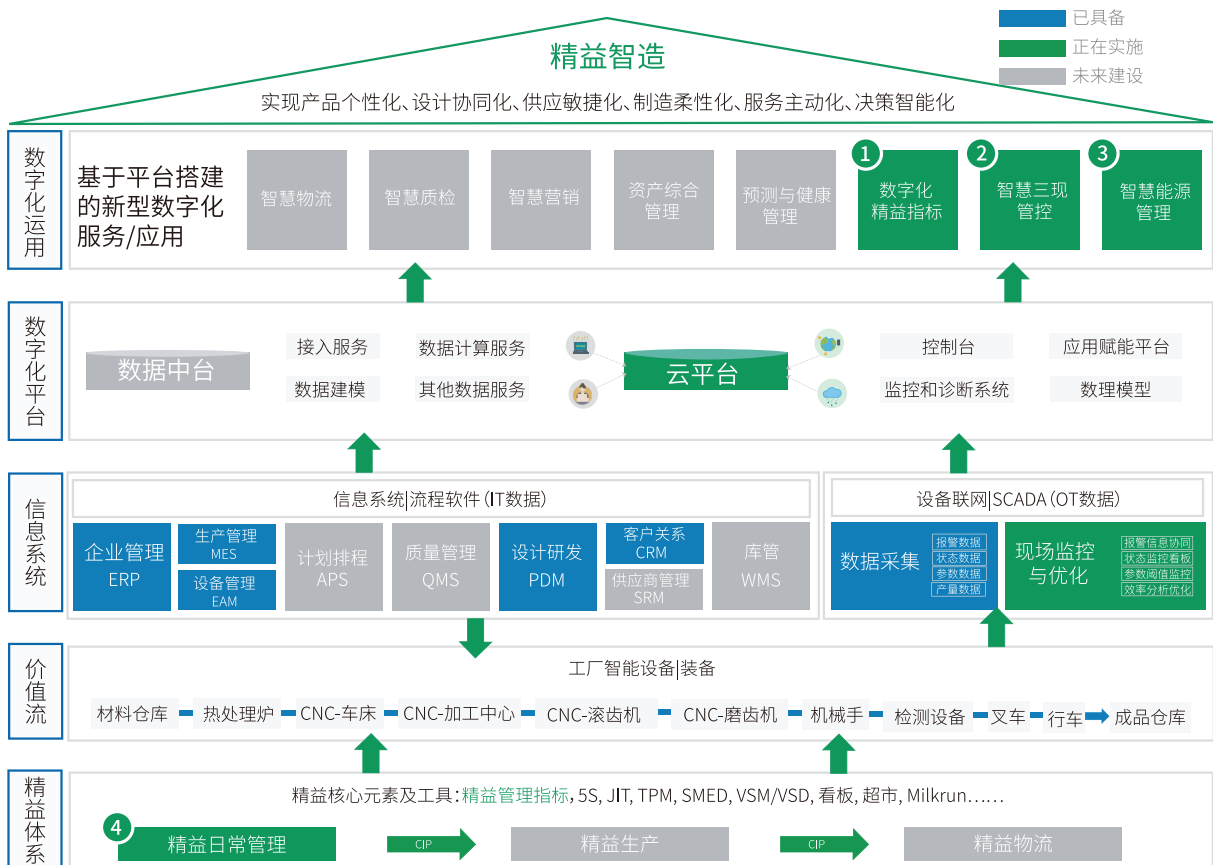 已具备
正在实施
未来建设
精益智造
实现产品个性化、设计协同化、供应敏捷化、制造柔性化、服务主动化、决策智能化
数字化运用
基于平台搭建
的新型数字化
服务/应用
智慧物流
智慧质检
智慧营销
资产综合
管理
预测与健康
管理
1
数字化
精益指标
2
智慧三现
管控
3
智慧能源
管理
数字化平台
数据中台
接入服务
数据计算服务
数据建模
其他数据服务
云平台
控制台
应用赋能平台
监控和诊断系统
数理模型
信息系统
信息系统|流程软件(IT数据)
企业管理
ERP
生产管理
MES
设备管理
EAM
计划排程
APS
质量管理
QMS
设计研发
PDM
客户关系
CRM
供应商管理
SRM
库管
WMS
设备联网|SCADA(OT数据)
数据采集
报警数据
状态数据
参数数据
产量数据
现场监控
与优化
报警信息协同
状态监控看板
参数阈值监控
效率分析优化
价值流
工厂智能设备|装备
材料仓库
热处理炉
CNC-车床
CNC-加工中心
CNC-滚齿机
CNC-磨齿机
机械手
检测设备
叉车
行车
成品仓库
精益体系
精益核心元素及工具:精益管理指标,5S, JIT, TPM, SMED, VSM/VSD, 看板, 超市, Milkrun……
4
精益日常管理
CIP
精益生产
CIP
精益物流